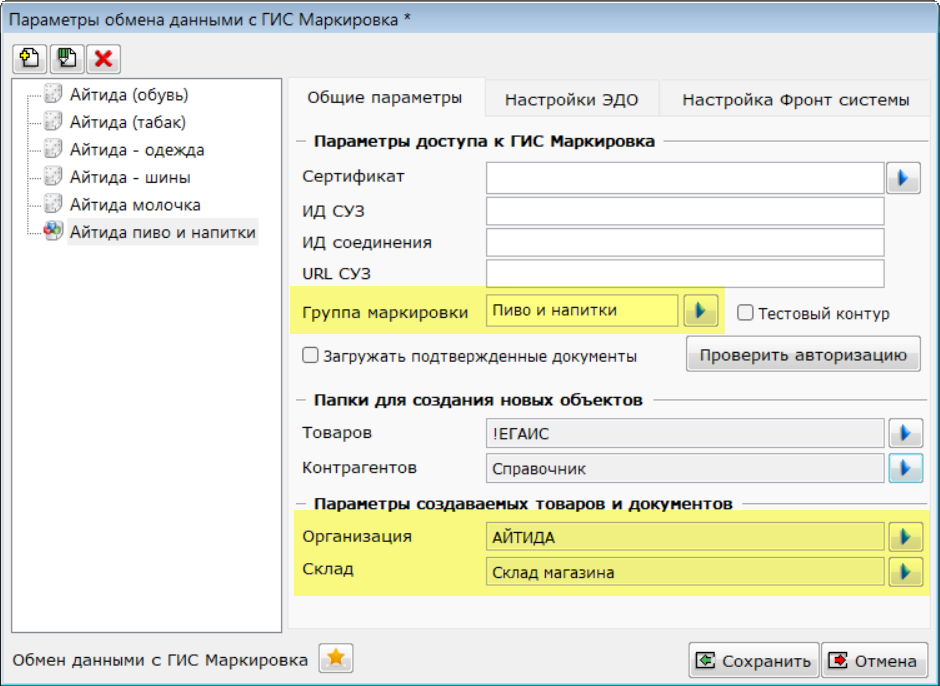 Параметры обмена данными с ГИС Маркировка *
Айтида (обувь)
Айтида (табак)
Айтида - одежда
Айтида - шины
Айтида молочка
Айтида пиво и напитки
Общие параметры
Настройки ЭДО
Настройка Фронт системы
Параметры доступа к ГИС Маркировка
Сертификат
ИД СУЗ
ИД соединения
URL СУЗ
Группа маркировки Пиво и напитки Тестовый контур
Загружать подтвержденные документы Проверить авторизацию
Папки для создания новых объектов
Товаров !ЕГАИС
Контрагентов Справочник
Параметры создаваемых товаров и документов
Организация АЙТИДА
Склад Склад магазина
Обмен данными с ГИС Маркировка Сохранить Отмена